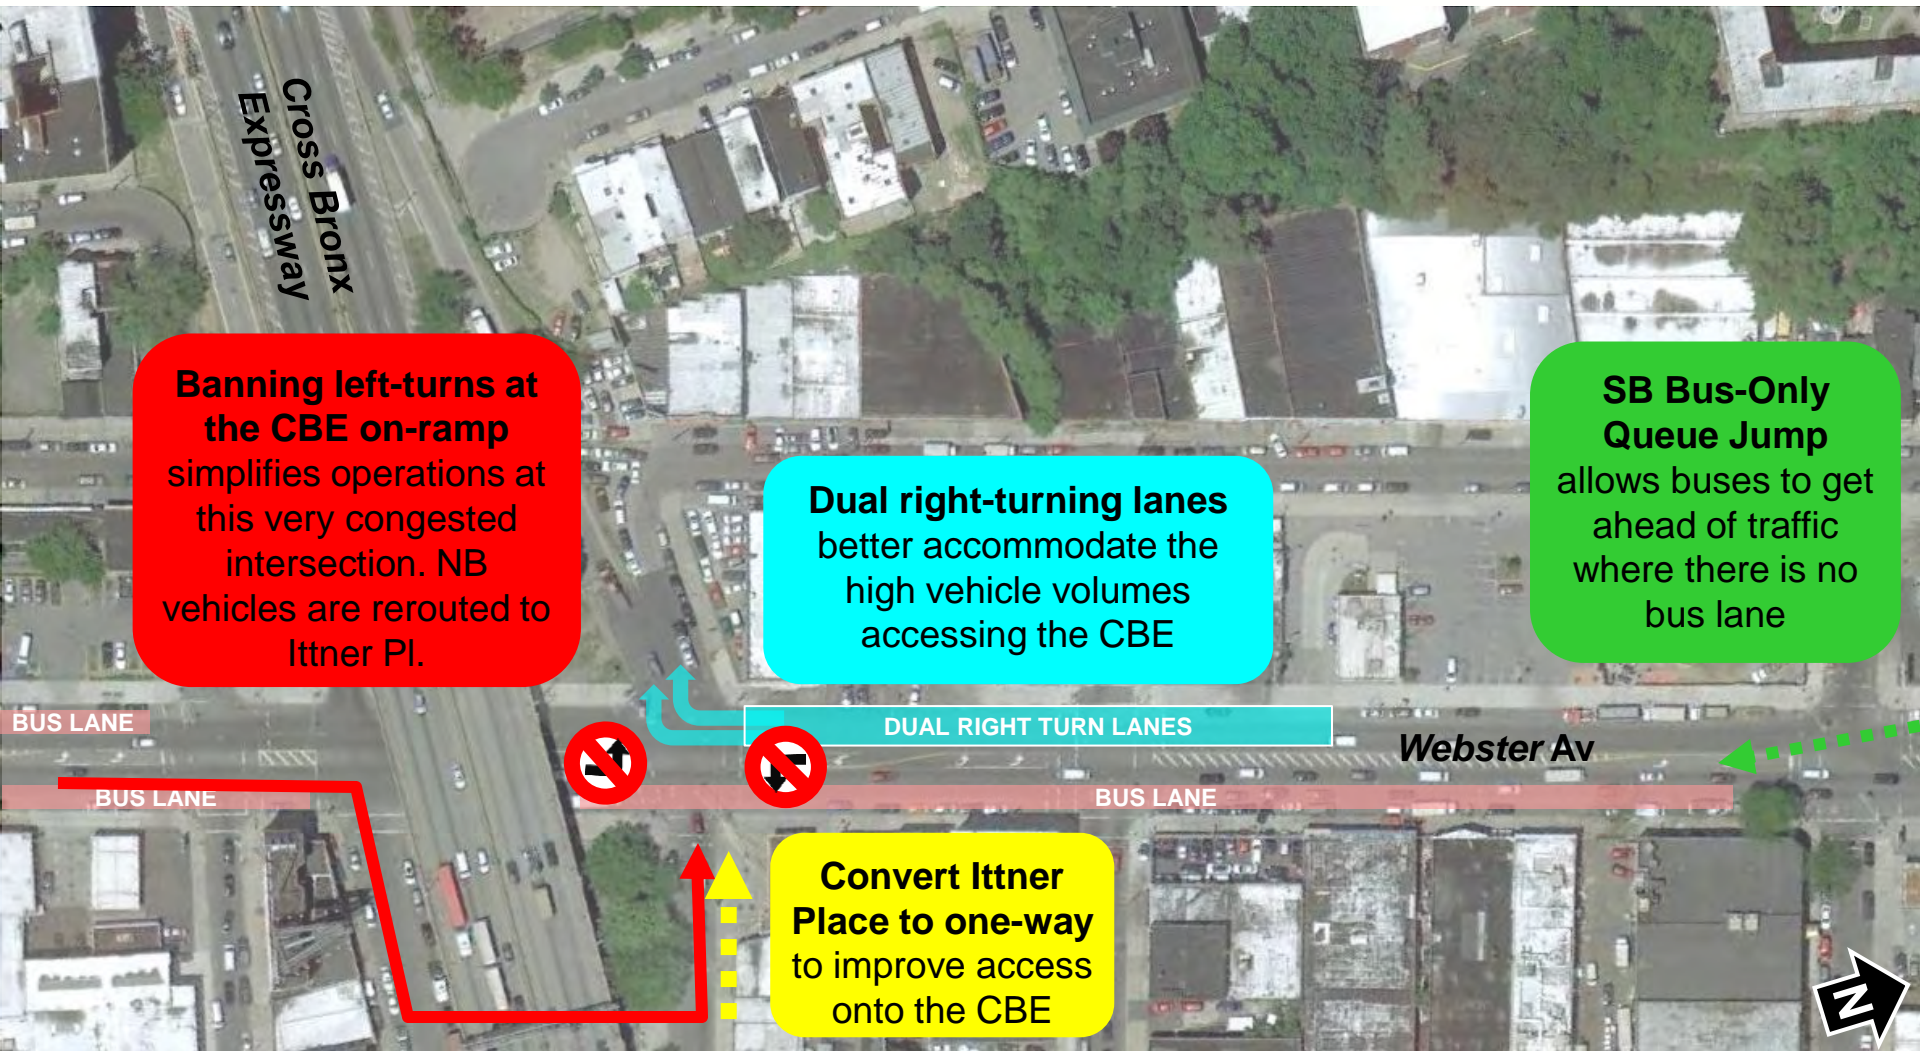 Cross Bronx
Expressway
Banning left-turns at
the CBE on-ramp
simplifies operations at
this very congested
intersection. NB
vehicles are rerouted to
Ittner Pl.
Dual right-turning lanes
better accommodate the
high vehicle volumes
accessing the CBE
SB Bus-Only
Queue Jump
allows buses to get
ahead of traffic
where there is no
bus lane
BUS LANE
DUAL RIGHT TURN LANES
Webster Av
BUS LANE
BUS LANE
Convert Ittner
Place to one-way
to improve access
onto the CBE
N